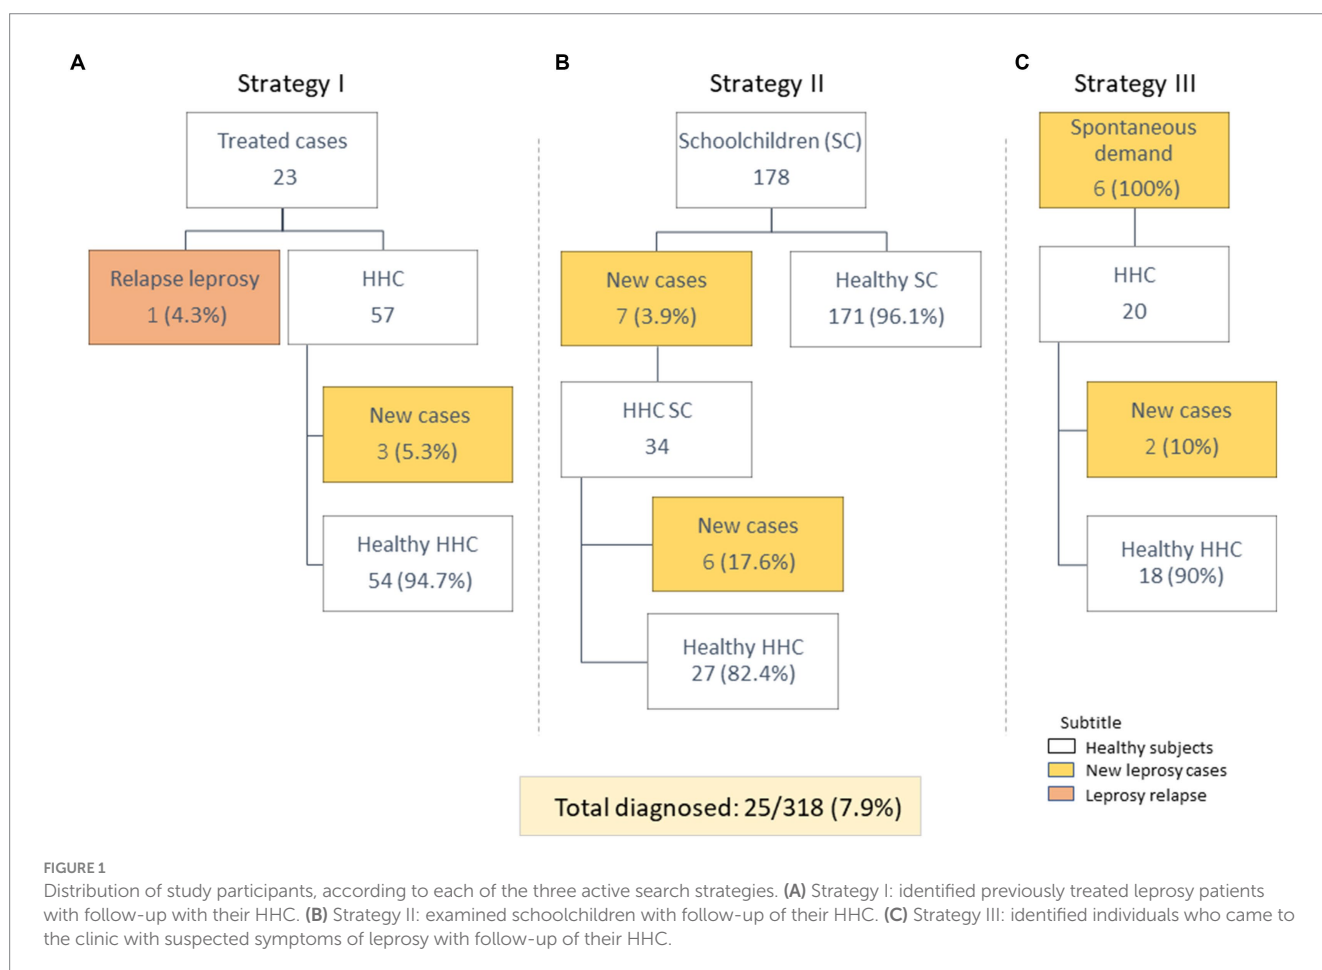 A
Strategy I
Treated cases
23
Relapse leprosy
1 (4.3%)
HHC
57
New cases
3 (5.3%)
Healthy HHC
54 (94.7%)
B
Strategy II
Schoolchildren (SC)
178
New cases
7 (3.9%)
Healthy SC
171 (96.1%)
HHC SC
34
New cases
6 (17.6%)
Healthy HHC
27 (82.4%)
C
Strategy III
Spontaneous
demand
6 (100%)
HHC
20
New cases
2 (10%)
Healthy HHC
18 (90%)
Subtitle
Healthy subjects
New leprosy cases
Leprosy relapse
Total diagnosed: 25/318 (7.9%)
FIGURE 1
Distribution of study participants, according to each of the three active search strategies. (A) Strategy I: identified previously treated leprosy patients
with follow-up with their HHC. (B) Strategy II: examined schoolchildren with follow-up of their HHC. (C) Strategy III: identified individuals who came to
the clinic with suspected symptoms of leprosy with follow-up of their HHC.